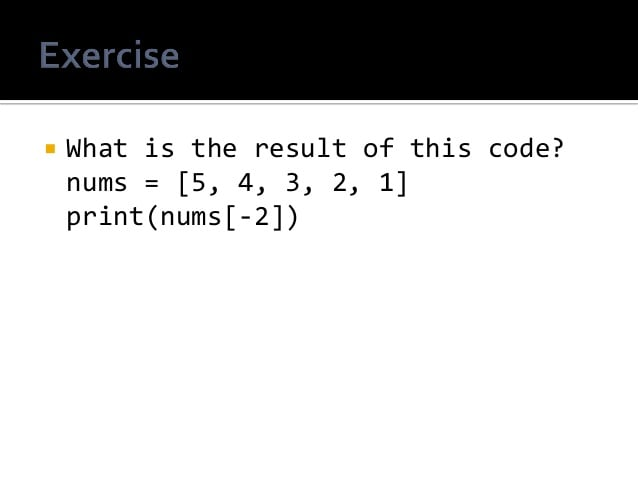 Exercise
What is the result of this code?
nums = [5, 4, 3, 2, 1]
print(nums[-2])